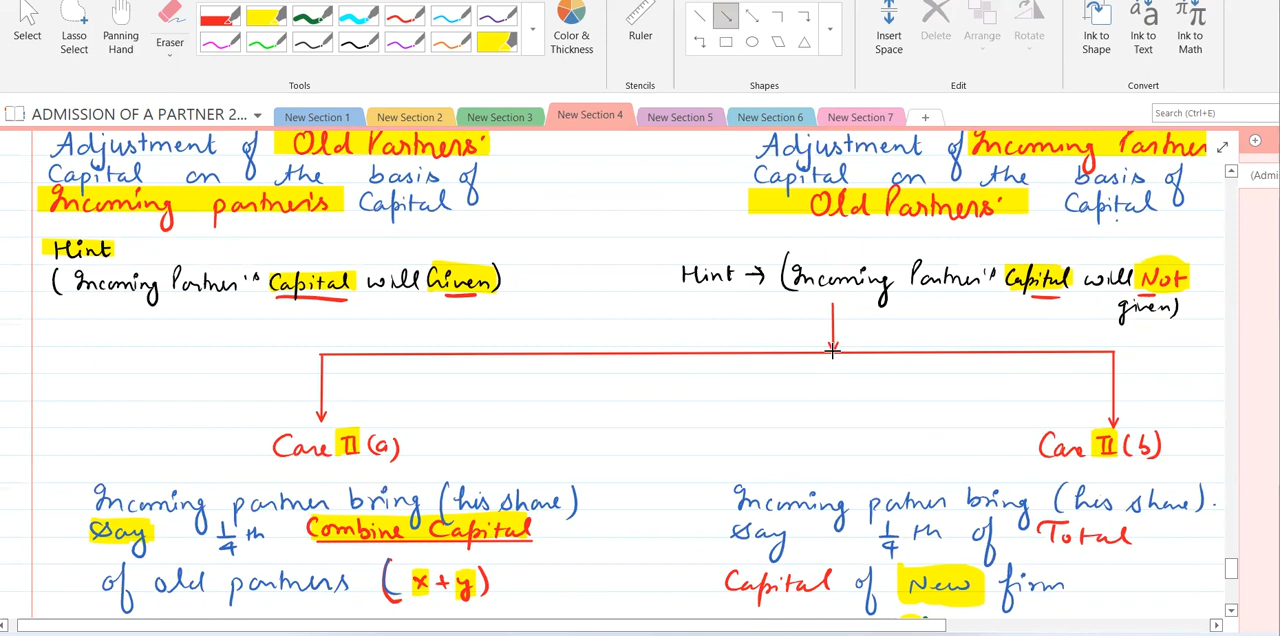 Select
Lasso Select
Panning Hand
Eraser
Color & Thickness
Ruler
Insert Space
Delete
Arrange
Rotate
Ink to Shape
Ink to Text
Ink to Math
Tools
Stencils
Shapes
Edit
Convert
ADMISSION OF A PARTNER 2...
New Section 1
New Section 2
New Section 3
New Section 4
New Section 5
New Section 6
New Section 7
+
Search (Ctrl+E)
(Admi
Adjustment of Old Partners'
Capital on the basis of
Incoming partner's Capital
Hint
(Incoming Partner's Capital will Given)
Adjustment of Incoming Partner
Capital on the basis of
Old Partners' Capital
Hint → (Incoming Partner's Capital will Not
given)
Case II (a)
Incoming partner bring (his share)
Say 1/4 th Combine Capital
of old partners (x + y)
Case II (b)
Incoming partner bring (his share).
Say 1/4 th of Total
Capital of New firm